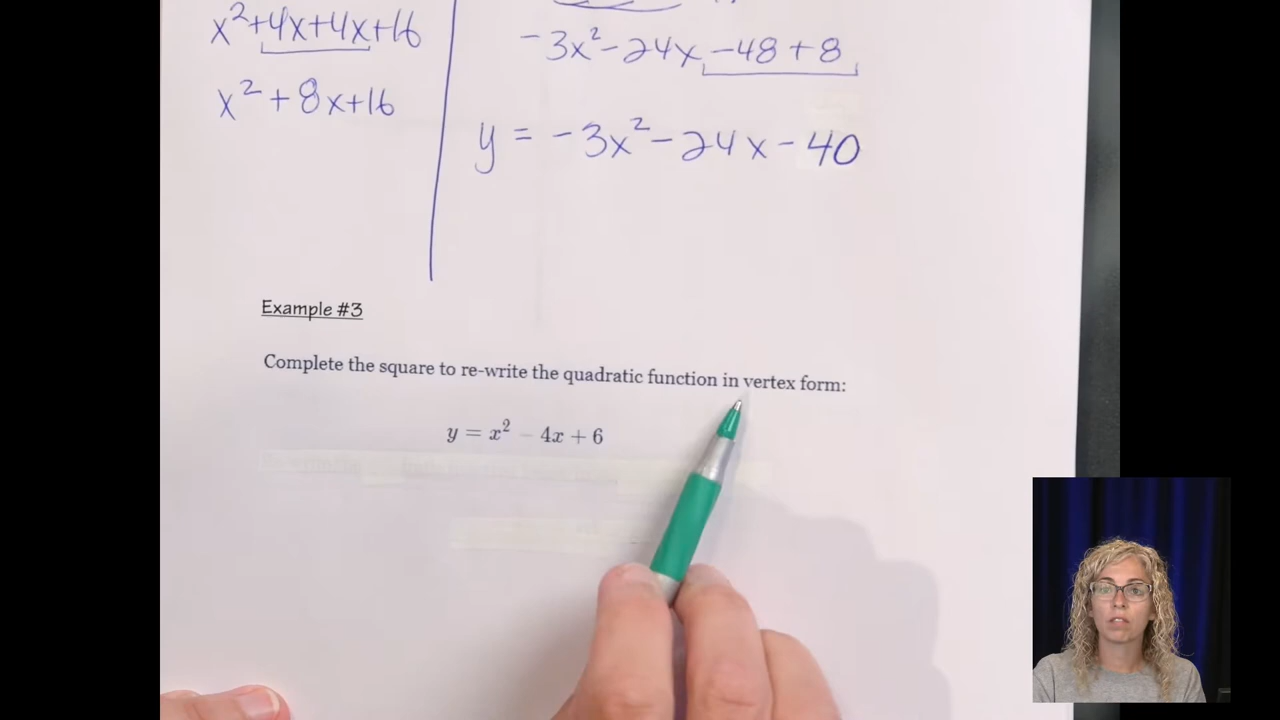 x²+4x+4x+16
x² + 8x+16
-3x²-24x -48 + 8
y = -3x²-24x-40
Example #3
Complete the square to re-write the quadratic function in vertex form:
y = x² - 4x + 6